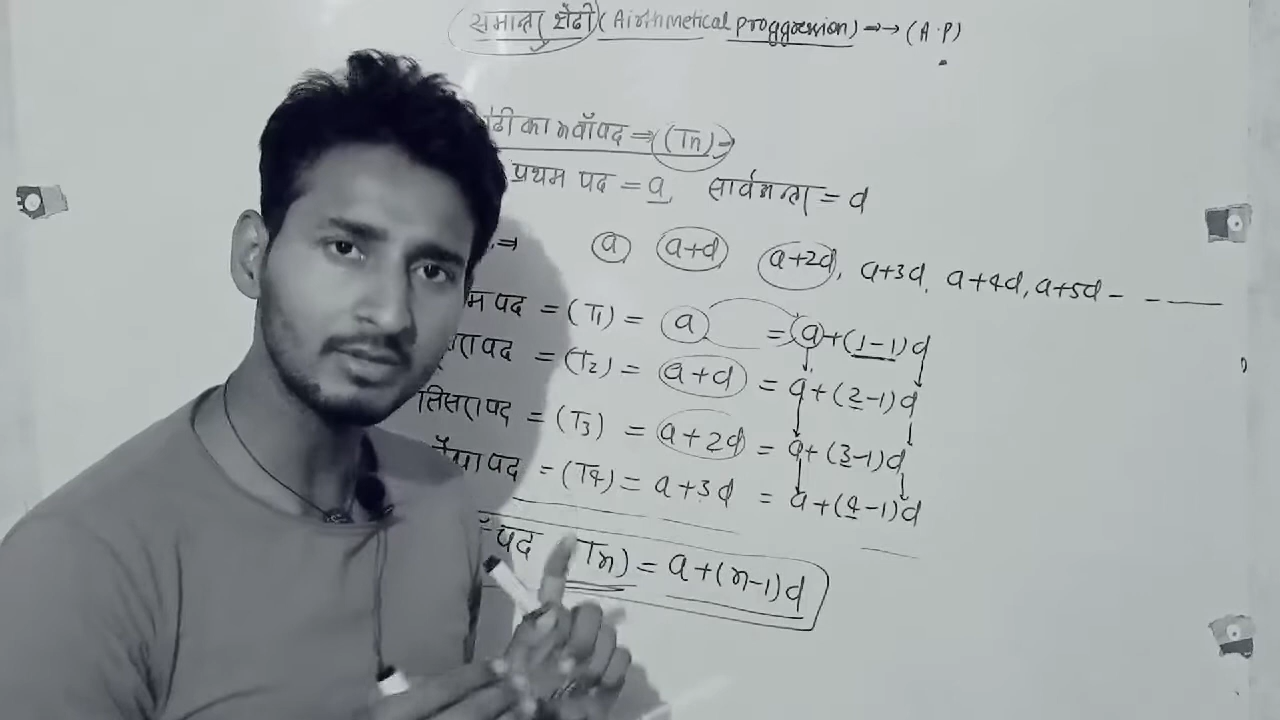 समान्तर श्रेढी (Airthmetical proggression) →→ (A.P)
का nवाँ पद ⇒ (Tn) ⇒
प्रथम पद = a, सार्वअन्तर = d
⇒ a a+d a+2d, a+3d, a+4d, a+5d - - —
पद = (T1) = a = a+(1-1)d
पद = (T2) = a+d = a+(2-1)d
तिसरा पद = (T3) = a+2d = a+(3-1)d
पद = (T4) = a+3d = a+(4-1)d
पद Tn) = a+(n-1)d